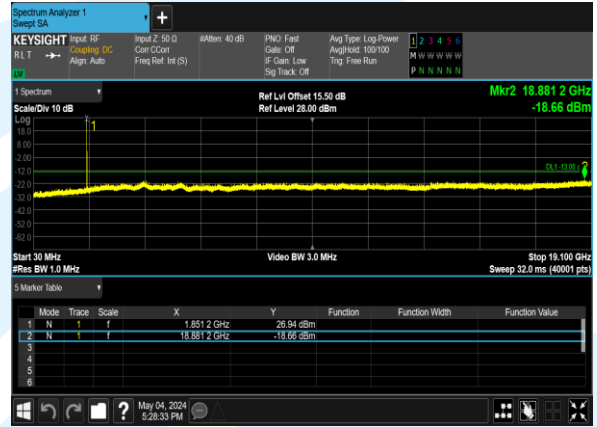 Spectrum Analyzer 1
Swept SA
+
KEYSIGHT Input: RF Input Z: 50 Ω #Atten: 40 dB PNO: Fast Avg Type: Log-Power 1 2 3 4 5 6
R L T Coupling: DC Corr CCorr Gate: Off Avg|Hold: 100/100 M W W W W W
Align: Auto Freq Ref: Int (S) IF Gain: Low Trig: Free Run
Sig Track: Off P N N N N N
1 Spectrum Ref Lvl Offset 15.50 dB Mkr2 18.881 2 GHz
Scale/Div 10 dB Ref Level 28.00 dBm -18.66 dBm
Log
1
18.0
8.00
-2.00
-12.0 DL1 -13.00
2
-22.0
-32.0
-42.0
-52.0
-62.0
Start 30 MHz Video BW 3.0 MHz Stop 19.100 GHz
#Res BW 1.0 MHz Sweep 32.0 ms (40001 pts)
5 Marker Table
Mode Trace Scale X Y Function Function Width Function Value
1 N 1 f 1.851 2 GHz 26.94 dBm
2 N 1 f 18.881 2 GHz -18.66 dBm
3
4
5
6
? May 04, 2024
5:28:33 PM